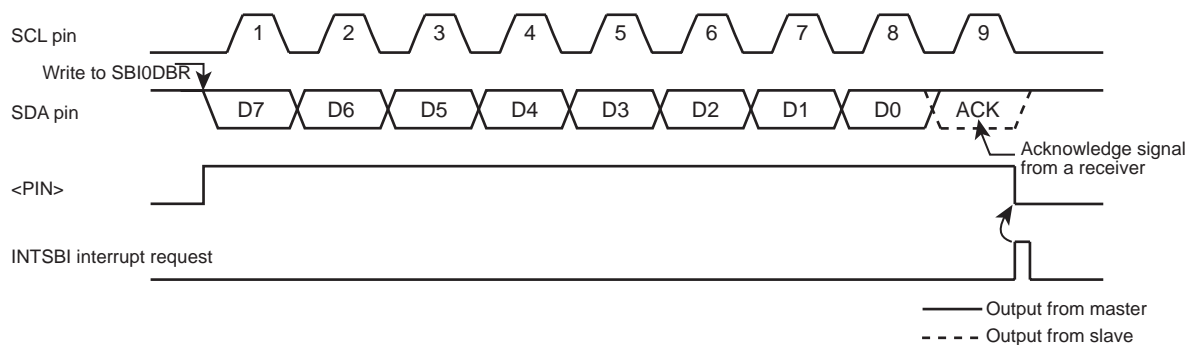 SCL pin
1 2 3 4 5 6 7 8 9
Write to SBI0DBR
SDA pin
D7 D6 D5 D4 D3 D2 D1 D0 ACK
Acknowledge signal
from a receiver
<PIN>
INTSBI interrupt request
Output from master
Output from slave